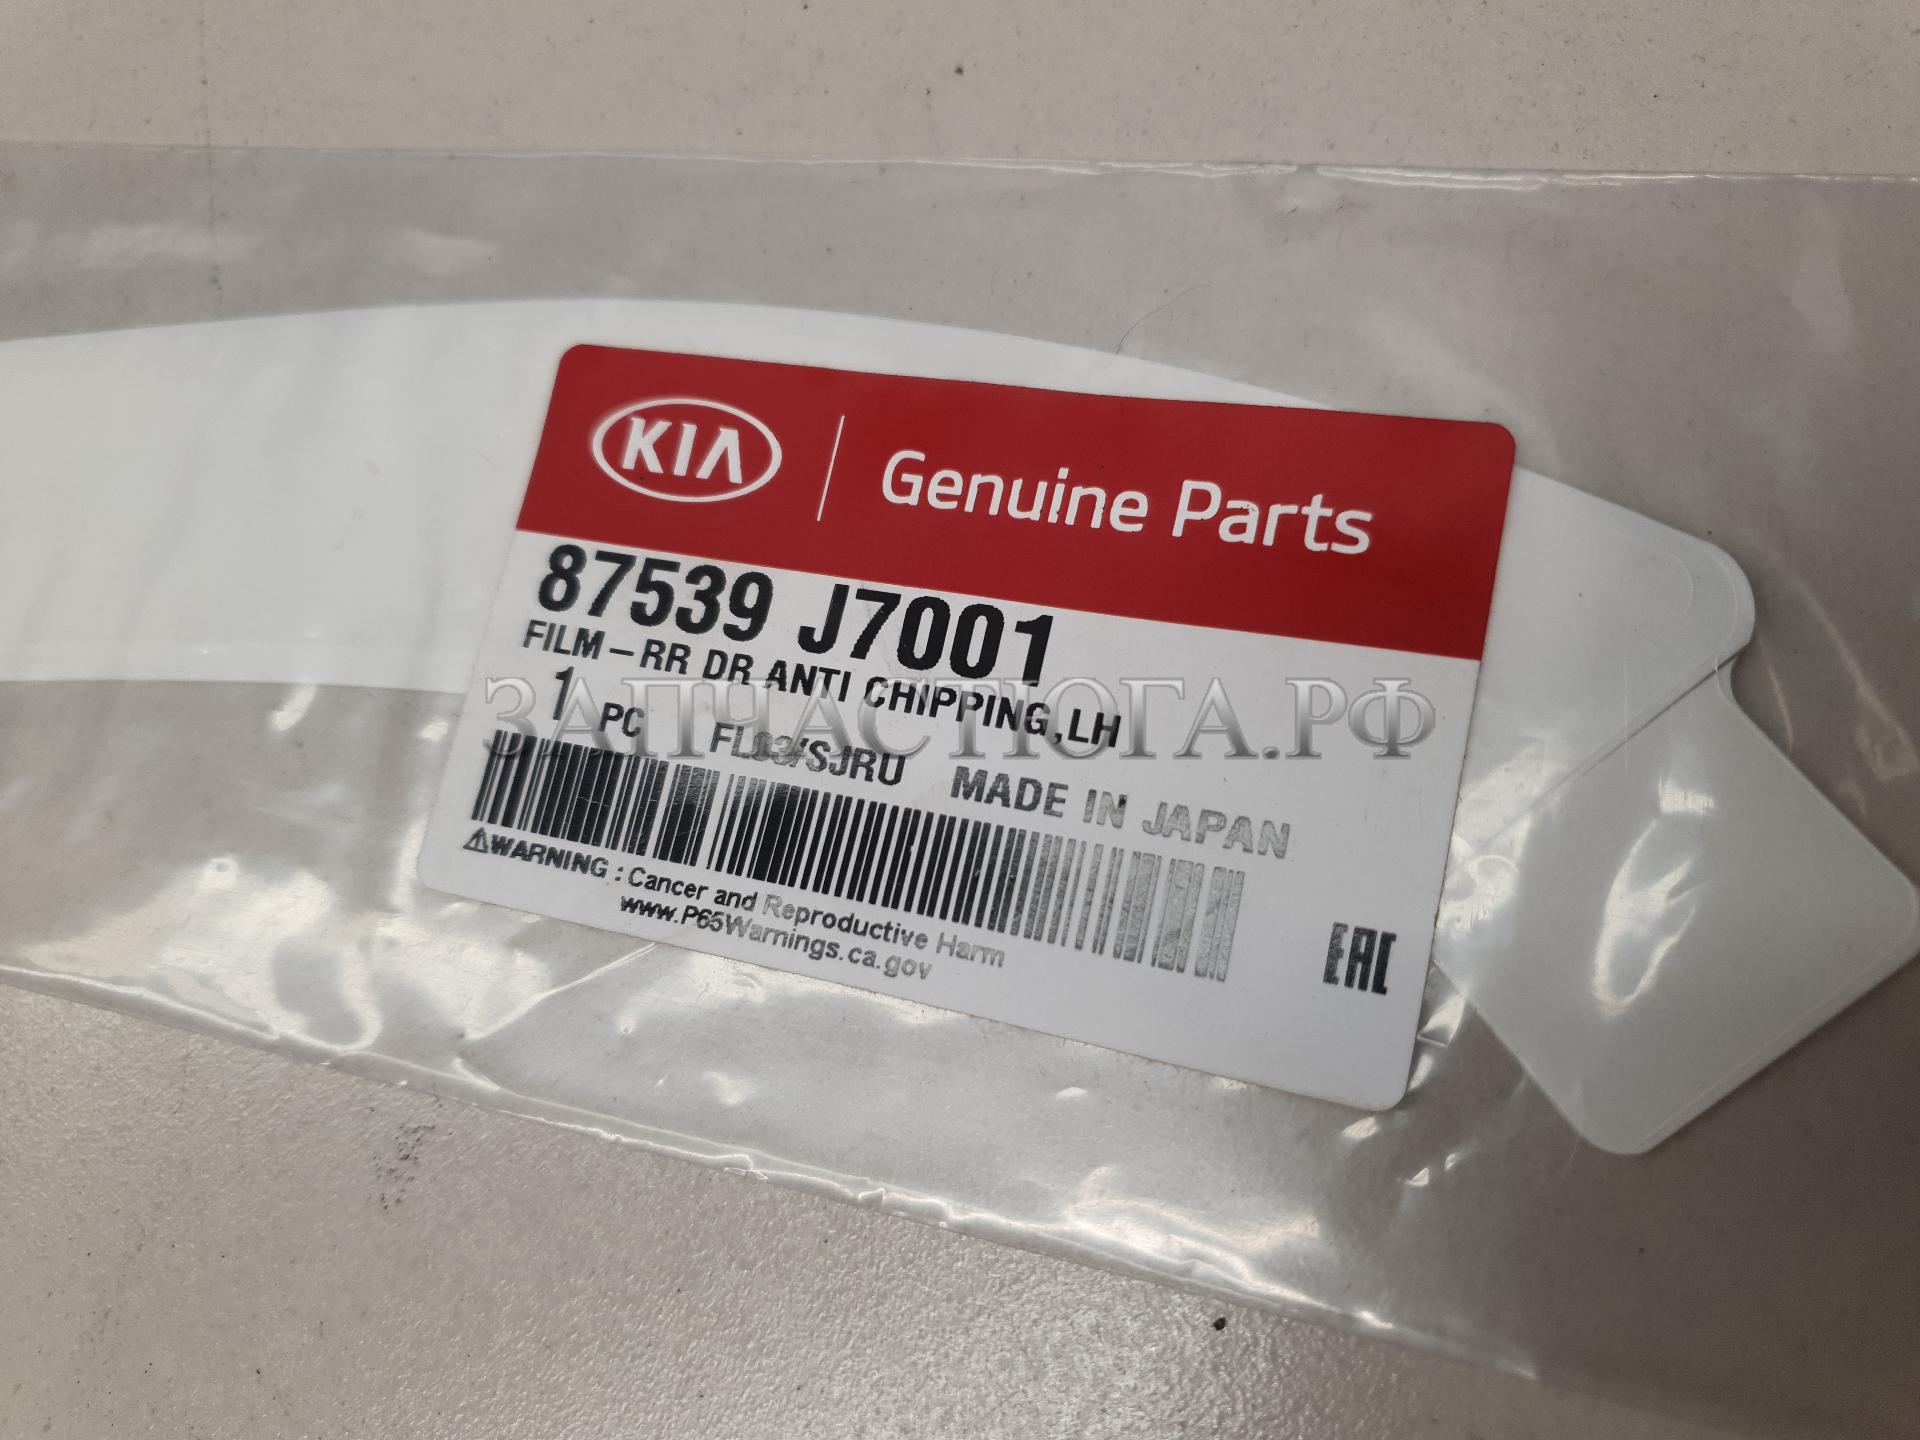 KIA Genuine Parts
87539 J7001
FILM-RR DR ANTI CHIPPING,LH
1 PC FL03/SJRU MADE IN JAPAN
ЗАПЧАСТЮГА.РФ
⚠WARNING : Cancer and Reproductive Harm
www.P65Warnings.ca.gov
EAC